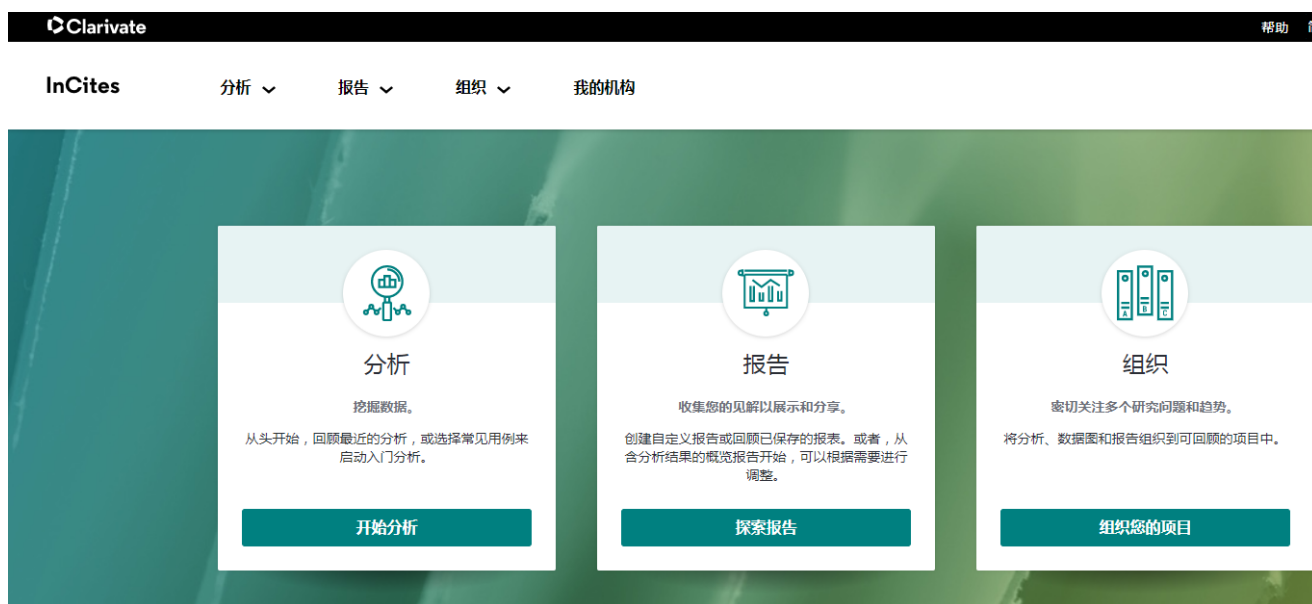 Clarivate
帮助
InCites
分析
报告
组织
我的机构
分析
挖掘数据。
从头开始，回顾最近的分析，或选择常见用例来
启动入门分析。
开始分析
报告
收集您的见解以展示和分享。
创建自定义报告或回顾已保存的报表。或者，从
含分析结果的概览报告开始，可以根据需要进行
调整。
探索报告
A
B
C
组织
密切关注多个研究问题和趋势。
将分析、数据图和报告组织到可回顾的项目中。
组织您的项目